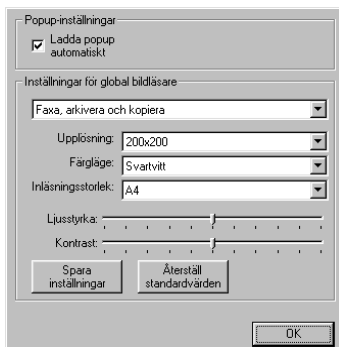 Popup-inställningar
Ladda popup
automatiskt
Inställningar för global bildläsare
Faxa, arkivera och kopiera
Upplösning: 200x200
Färgläge: Svartvitt
Inläsningsstorlek: A4
Ljusstyrka:
Kontrast:
Spara
inställningar
Återställ
standardvärden
OK